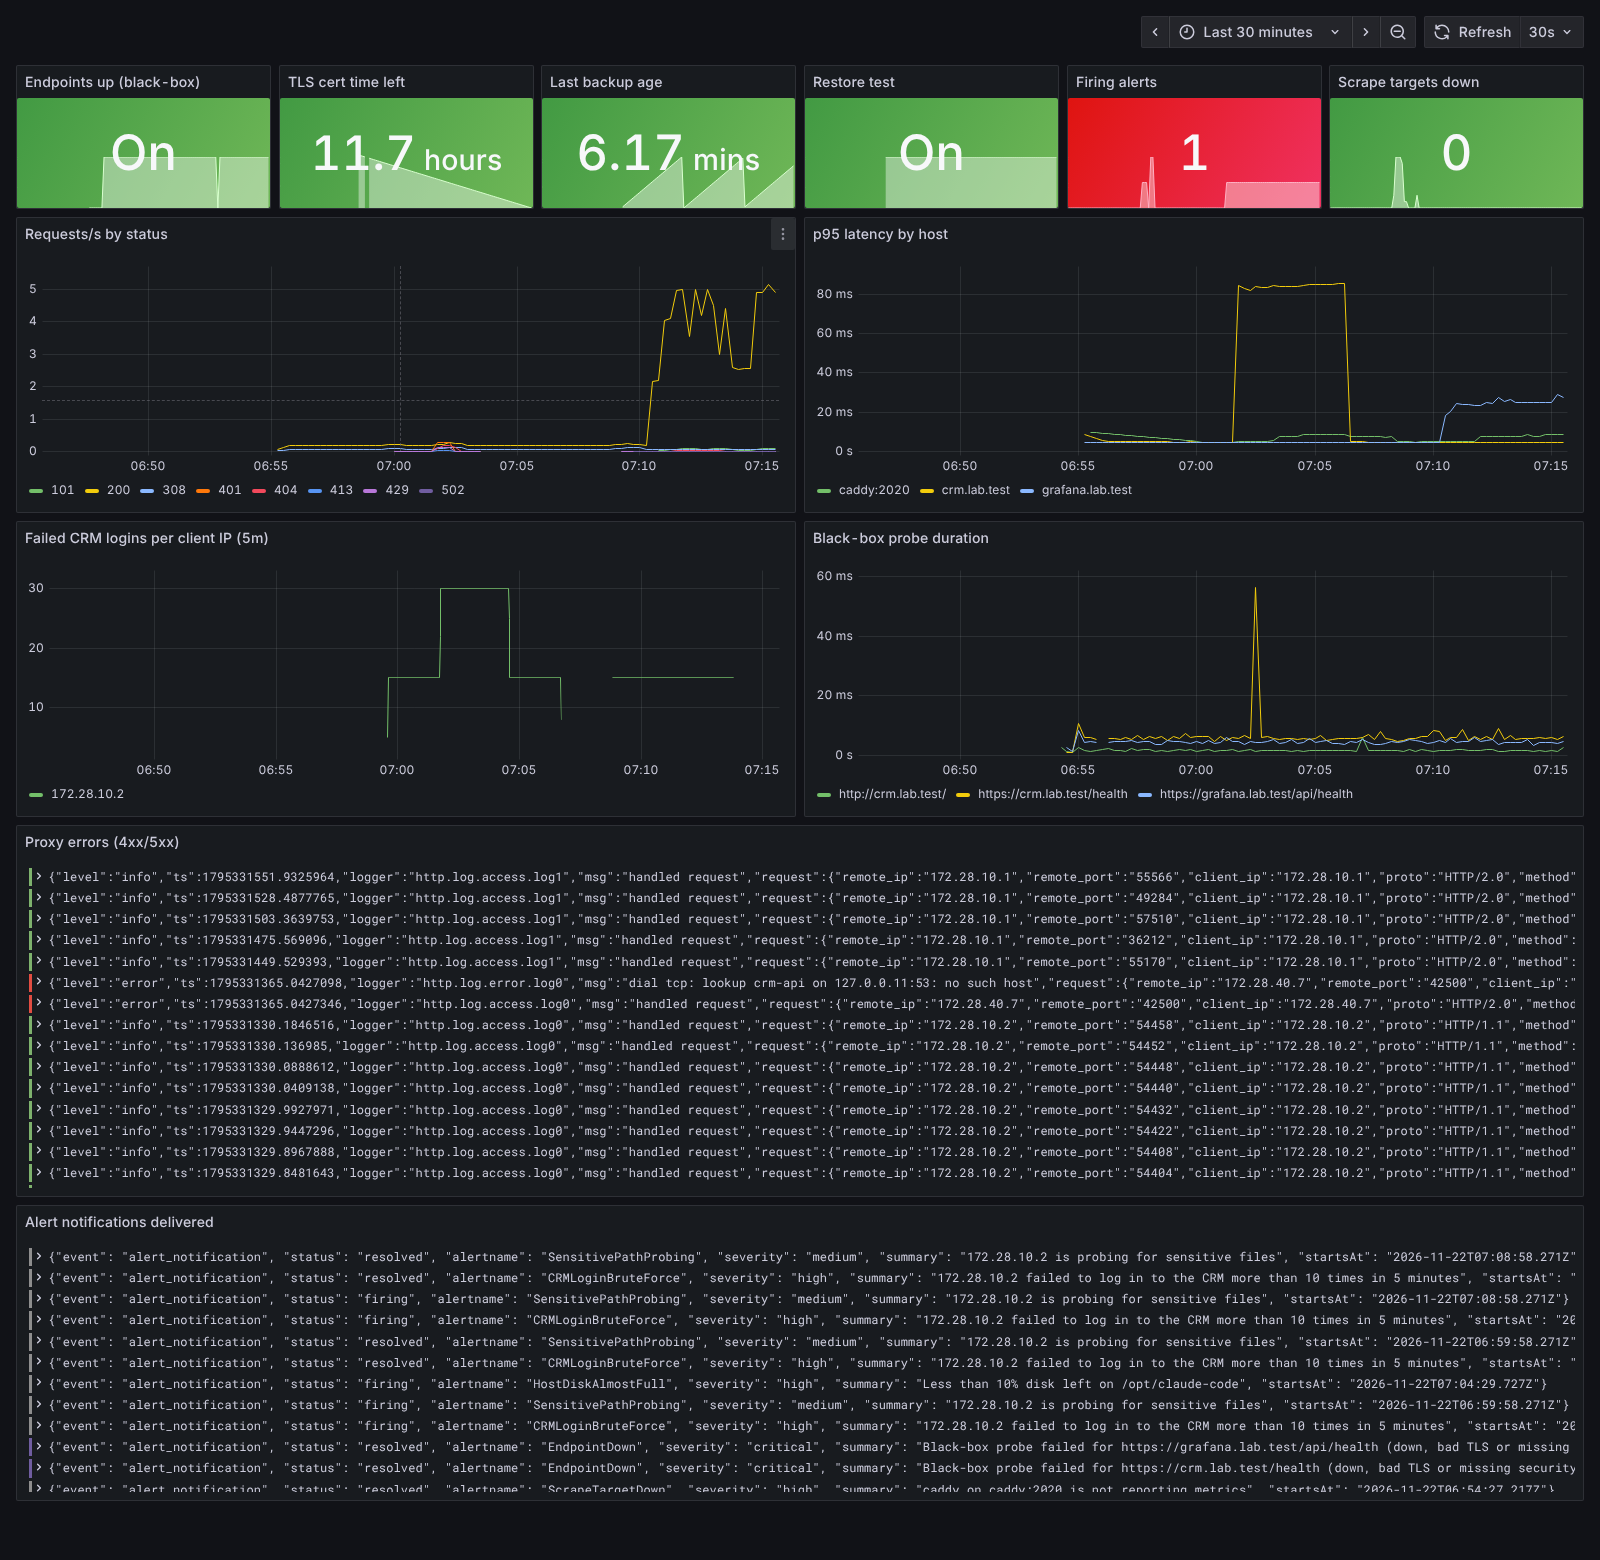 Last 30 minutes
Refresh
30s
Endpoints up (black-box)
TLS cert time left
Last backup age
Restore test
Firing alerts
Scrape targets down
On
11.7 hours
6.17 mins
On
1
0
Requests/s by status
5
4
3
2
1
0
06:50
06:55
07:00
07:05
07:10
07:15
101
200
308
401
404
413
429
502
p95 latency by host
80 ms
60 ms
40 ms
20 ms
0 s
06:50
06:55
07:00
07:05
07:10
07:15
caddy:2020
crm.lab.test
grafana.lab.test
Failed CRM logins per client IP (5m)
30
20
10
06:50
06:55
07:00
07:05
07:10
07:15
172.28.10.2
Black-box probe duration
60 ms
40 ms
20 ms
0 s
06:50
06:55
07:00
07:05
07:10
07:15
http://crm.lab.test/
https://crm.lab.test/health
https://grafana.lab.test/api/health
Proxy errors (4xx/5xx)
{"level":"info","ts":1795331551.9325964,"logger":"http.log.access.log1","msg":"handled request","request":{"remote_ip":"172.28.10.1","remote_port":"55566","client_ip":"172.28.10.1","proto":"HTTP/2.0","method"
{"level":"info","ts":1795331528.4877765,"logger":"http.log.access.log1","msg":"handled request","request":{"remote_ip":"172.28.10.1","remote_port":"49284","client_ip":"172.28.10.1","proto":"HTTP/2.0","method"
{"level":"info","ts":1795331503.3639753,"logger":"http.log.access.log1","msg":"handled request","request":{"remote_ip":"172.28.10.1","remote_port":"57510","client_ip":"172.28.10.1","proto":"HTTP/2.0","method"
{"level":"info","ts":1795331475.569096,"logger":"http.log.access.log1","msg":"handled request","request":{"remote_ip":"172.28.10.1","remote_port":"36212","client_ip":"172.28.10.1","proto":"HTTP/2.0","method":
{"level":"info","ts":1795331449.529393,"logger":"http.log.access.log1","msg":"handled request","request":{"remote_ip":"172.28.10.1","remote_port":"55170","client_ip":"172.28.10.1","proto":"HTTP/2.0","method":
{"level":"error","ts":1795331365.0427098,"logger":"http.log.error.log0","msg":"dial tcp: lookup crm-api on 127.0.0.11:53: no such host","request":{"remote_ip":"172.28.40.7","remote_port":"42500","client_ip":"
{"level":"error","ts":1795331365.0427346,"logger":"http.log.access.log0","msg":"handled request","request":{"remote_ip":"172.28.40.7","remote_port":"42500","client_ip":"172.28.40.7","proto":"HTTP/2.0","method
{"level":"info","ts":1795331330.1846516,"logger":"http.log.access.log0","msg":"handled request","request":{"remote_ip":"172.28.10.2","remote_port":"54458","client_ip":"172.28.10.2","proto":"HTTP/1.1","method"
{"level":"info","ts":1795331330.136985,"logger":"http.log.access.log0","msg":"handled request","request":{"remote_ip":"172.28.10.2","remote_port":"54452","client_ip":"172.28.10.2","proto":"HTTP/1.1","method":
{"level":"info","ts":1795331330.0888612,"logger":"http.log.access.log0","msg":"handled request","request":{"remote_ip":"172.28.10.2","remote_port":"54448","client_ip":"172.28.10.2","proto":"HTTP/1.1","method"
{"level":"info","ts":1795331330.0409138,"logger":"http.log.access.log0","msg":"handled request","request":{"remote_ip":"172.28.10.2","remote_port":"54440","client_ip":"172.28.10.2","proto":"HTTP/1.1","method"
{"level":"info","ts":1795331329.9927971,"logger":"http.log.access.log0","msg":"handled request","request":{"remote_ip":"172.28.10.2","remote_port":"54432","client_ip":"172.28.10.2","proto":"HTTP/1.1","method"
{"level":"info","ts":1795331329.9447296,"logger":"http.log.access.log0","msg":"handled request","request":{"remote_ip":"172.28.10.2","remote_port":"54422","client_ip":"172.28.10.2","proto":"HTTP/1.1","method"
{"level":"info","ts":1795331329.8967888,"logger":"http.log.access.log0","msg":"handled request","request":{"remote_ip":"172.28.10.2","remote_port":"54408","client_ip":"172.28.10.2","proto":"HTTP/1.1","method"
{"level":"info","ts":1795331329.8481643,"logger":"http.log.access.log0","msg":"handled request","request":{"remote_ip":"172.28.10.2","remote_port":"54404","client_ip":"172.28.10.2","proto":"HTTP/1.1","method"
Alert notifications delivered
{"event": "alert_notification", "status": "resolved", "alertname": "SensitivePathProbing", "severity": "medium", "summary": "172.28.10.2 is probing for sensitive files", "startsAt": "2026-11-22T07:08:58.271Z"
{"event": "alert_notification", "status": "resolved", "alertname": "CRMLoginBruteForce", "severity": "high", "summary": "172.28.10.2 failed to log in to the CRM more than 10 times in 5 minutes", "startsAt": "
{"event": "alert_notification", "status": "firing", "alertname": "SensitivePathProbing", "severity": "medium", "summary": "172.28.10.2 is probing for sensitive files", "startsAt": "2026-11-22T07:08:58.271Z"}
{"event": "alert_notification", "status": "firing", "alertname": "CRMLoginBruteForce", "severity": "high", "summary": "172.28.10.2 failed to log in to the CRM more than 10 times in 5 minutes", "startsAt": "20
{"event": "alert_notification", "status": "resolved", "alertname": "SensitivePathProbing", "severity": "medium", "summary": "172.28.10.2 is probing for sensitive files", "startsAt": "2026-11-22T06:59:58.271Z"
{"event": "alert_notification", "status": "resolved", "alertname": "CRMLoginBruteForce", "severity": "high", "summary": "172.28.10.2 failed to log in to the CRM more than 10 times in 5 minutes", "startsAt": "
{"event": "alert_notification", "status": "firing", "alertname": "HostDiskAlmostFull", "severity": "high", "summary": "Less than 10% disk left on /opt/claude-code", "startsAt": "2026-11-22T07:04:29.727Z"}
{"event": "alert_notification", "status": "firing", "alertname": "SensitivePathProbing", "severity": "medium", "summary": "172.28.10.2 is probing for sensitive files", "startsAt": "2026-11-22T06:59:58.271Z"}
{"event": "alert_notification", "status": "firing", "alertname": "CRMLoginBruteForce", "severity": "high", "summary": "172.28.10.2 failed to log in to the CRM more than 10 times in 5 minutes", "startsAt": "20
{"event": "alert_notification", "status": "resolved", "alertname": "EndpointDown", "severity": "critical", "summary": "Black-box probe failed for https://grafana.lab.test/api/health (down, bad TLS or missing
{"event": "alert_notification", "status": "resolved", "alertname": "EndpointDown", "severity": "critical", "summary": "Black-box probe failed for https://crm.lab.test/health (down, bad TLS or missing security
{"event": "alert_notification", "status": "resolved", "alertname": "ScrapeTargetDown", "severity": "high", "summary": "caddy on caddy:2020 is not reporting metrics", "startsAt": "2026-11-22T06:54:27.217Z"}